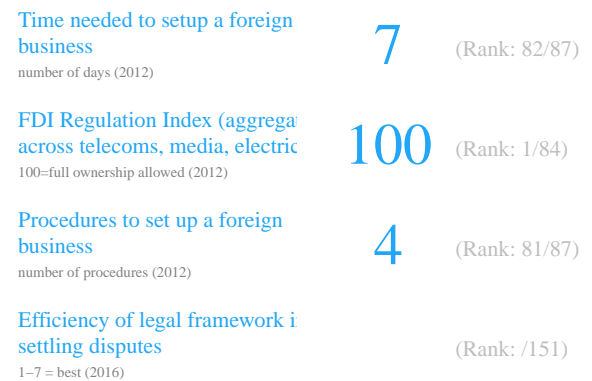 Time needed to setup a foreign
business
number of days (2012)
7
(Rank: 82/87)
FDI Regulation Index
across telecoms, media,
100=full ownership allowed (2012)
100
(Rank: 1/84)
Procedures to set up a foreign
business
number of procedures (2012)
4
(Rank: 81/87)
Efficiency of legal framework
settling disputes
1–7 = best (2016)
(Rank: /151)